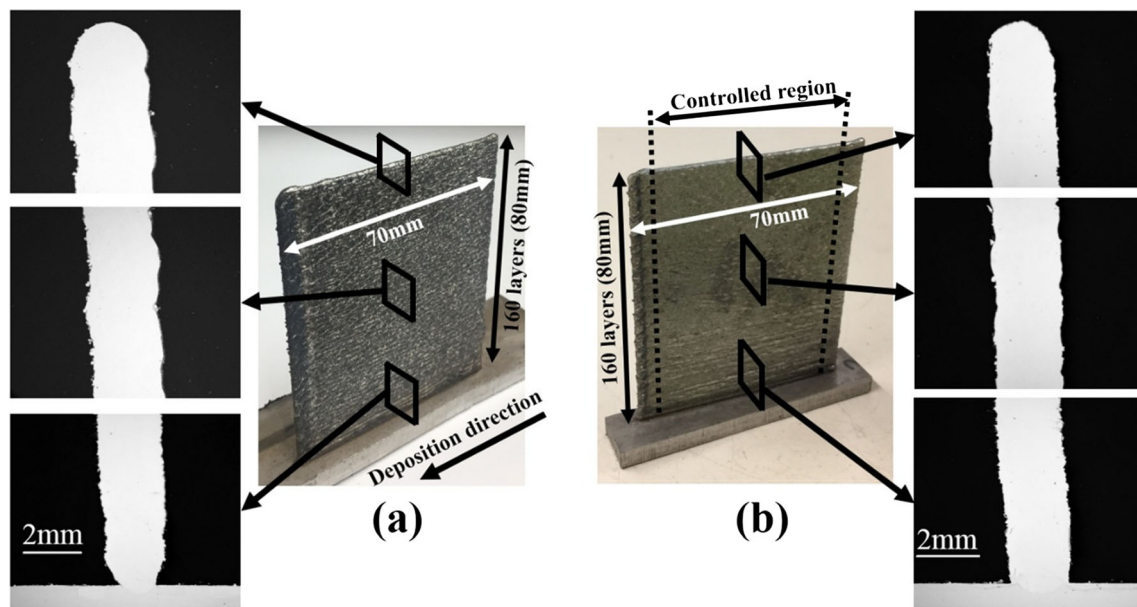 Controlled region
70mm
160 layers (80mm)
Deposition direction
2mm
(a)
70mm
160 layers (80mm)
2mm
(b)